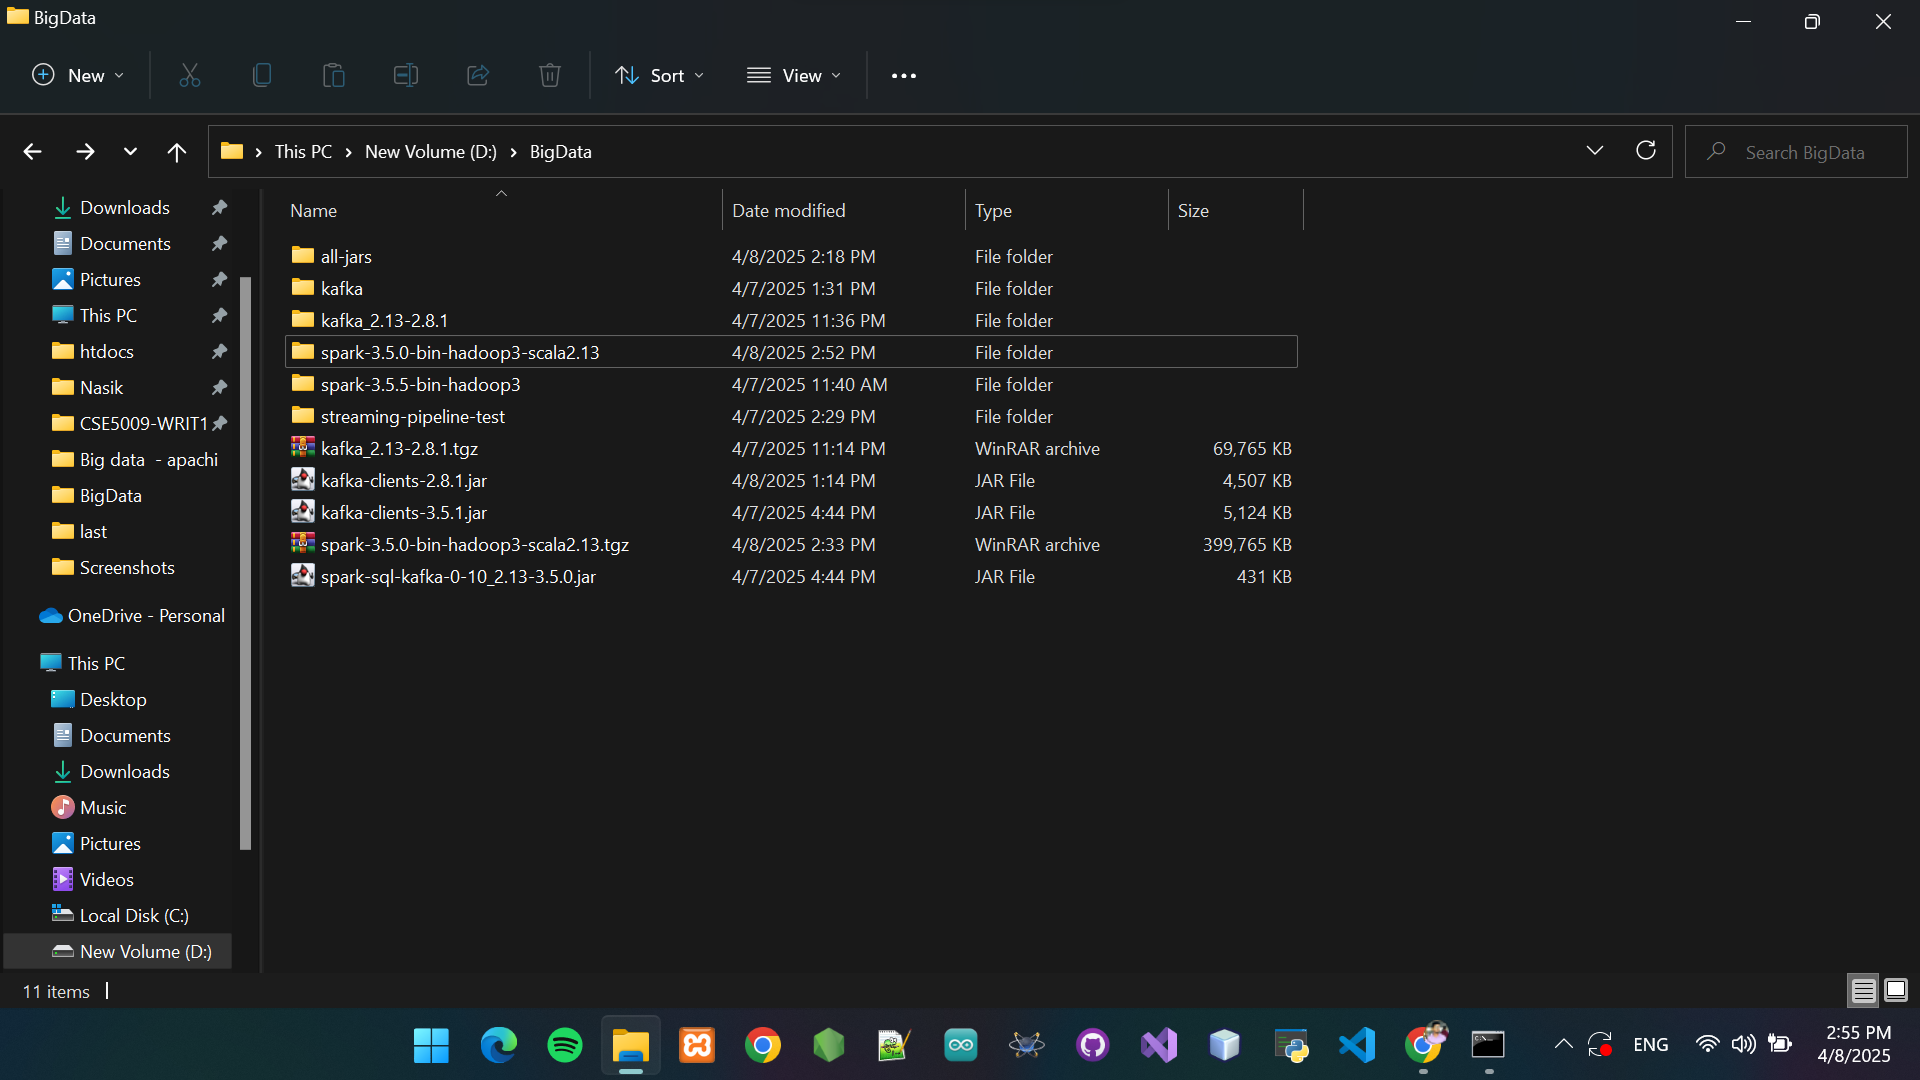 BigData
New
Sort
View
This PC
New Volume (D:)
BigData
Search BigData
Name
Date modified
Type
Size
all-jars 4/8/2025 2:18 PM File folder
kafka 4/7/2025 1:31 PM File folder
kafka_2.13-2.8.1 4/7/2025 11:36 PM File folder
spark-3.5.0-bin-hadoop3-scala2.13 4/8/2025 2:52 PM File folder
spark-3.5.5-bin-hadoop3 4/7/2025 11:40 AM File folder
streaming-pipeline-test 4/7/2025 2:29 PM File folder
kafka_2.13-2.8.1.tgz 4/7/2025 11:14 PM WinRAR archive 69,765 KB
kafka-clients-2.8.1.jar 4/8/2025 1:14 PM JAR File 4,507 KB
kafka-clients-3.5.1.jar 4/7/2025 4:44 PM JAR File 5,124 KB
spark-3.5.0-bin-hadoop3-scala2.13.tgz 4/8/2025 2:33 PM WinRAR archive 399,765 KB
spark-sql-kafka-0-10_2.13-3.5.0.jar 4/7/2025 4:44 PM JAR File 431 KB
Downloads
Documents
Pictures
This PC
htdocs
Nasik
CSE5009-WRIT1
Big data - apachi
BigData
last
Screenshots
OneDrive - Personal
This PC
Desktop
Documents
Downloads
Music
Pictures
Videos
Local Disk (C:)
New Volume (D:)
11 items
ENG
2:55 PM
4/8/2025